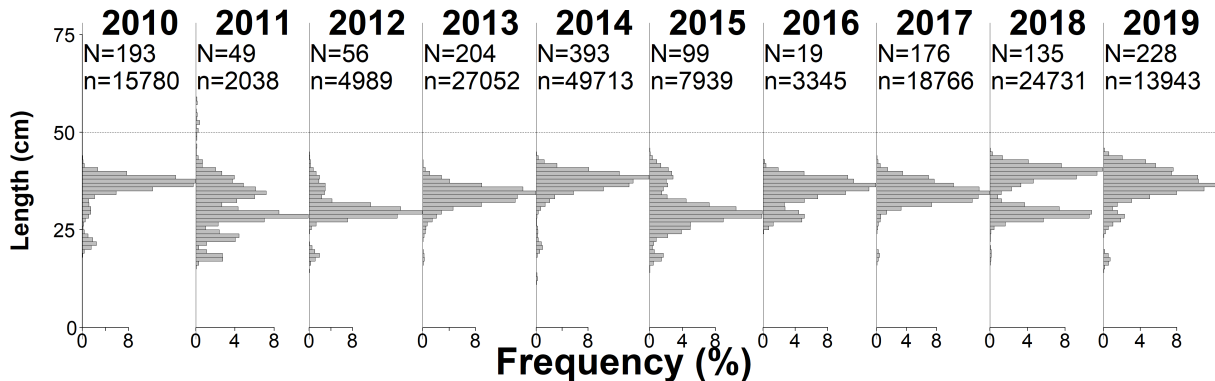 2010 2011 2012 2013 2014 2015 2016 2017 2018 2019
N=193 N=49 N=56 N=204 N=393 N=99 N=19 N=176 N=135 N=228
n=15780 n=2038 n=4989 n=27052 n=49713 n=7939 n=3345 n=18766 n=24731 n=13943
Length (cm)
75
50
25
0
0 8 0 4 8 0 8 0 8 0 8 0 4 8 0 4 8 0 8 0 8 0 4 8
Frequency (%)